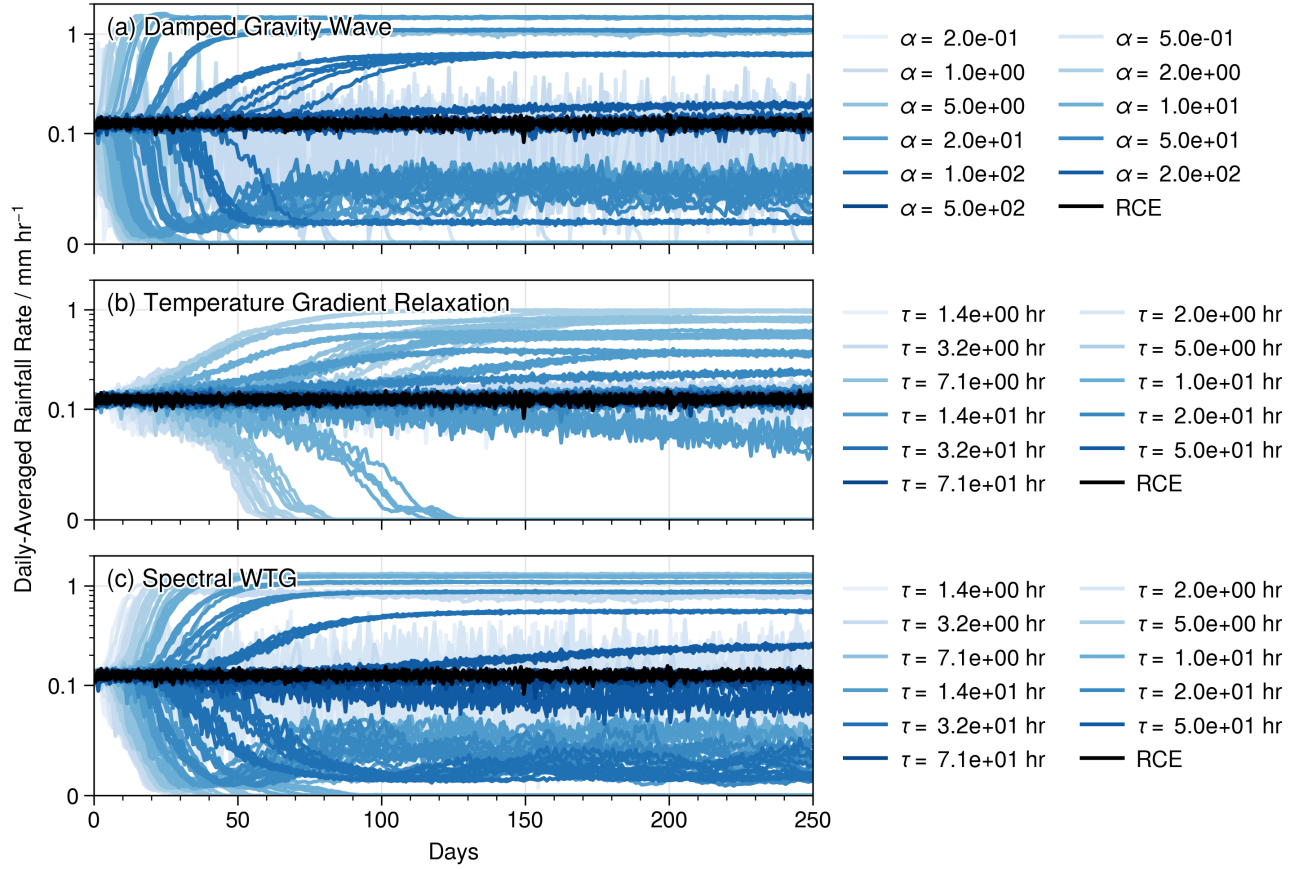 Daily-Averaged Rainfall Rate / mm hr⁻¹
(a) Damped Gravity Wave
1
0.1
0
α = 2.0e-01 α = 5.0e-01
α = 1.0e+00 α = 2.0e+00
α = 5.0e+00 α = 1.0e+01
α = 2.0e+01 α = 5.0e+01
α = 1.0e+02 α = 2.0e+02
α = 5.0e+02 RCE
(b) Temperature Gradient Relaxation
1
0.1
0
τ = 1.4e+00 hr τ = 2.0e+00 hr
τ = 3.2e+00 hr τ = 5.0e+00 hr
τ = 7.1e+00 hr τ = 1.0e+01 hr
τ = 1.4e+01 hr τ = 2.0e+01 hr
τ = 3.2e+01 hr τ = 5.0e+01 hr
τ = 7.1e+01 hr RCE
(c) Spectral WTG
1
0.1
0
τ = 1.4e+00 hr τ = 2.0e+00 hr
τ = 3.2e+00 hr τ = 5.0e+00 hr
τ = 7.1e+00 hr τ = 1.0e+01 hr
τ = 1.4e+01 hr τ = 2.0e+01 hr
τ = 3.2e+01 hr τ = 5.0e+01 hr
τ = 7.1e+01 hr RCE
0 50 100 150 200 250
Days